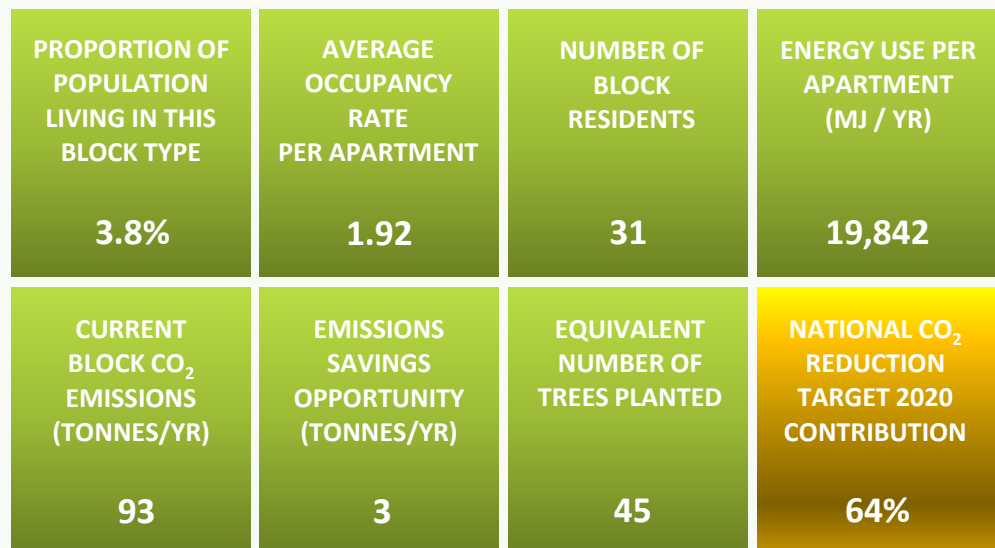 PROPORTION OF
POPULATION
LIVING IN THIS
BLOCK TYPE
3.8%
AVERAGE
OCCUPANCY
RATE
PER APARTMENT
1.92
NUMBER OF
BLOCK
RESIDENTS
31
ENERGY USE PER
APARTMENT
(MJ / YR)
19,842
CURRENT
BLOCK CO₂
EMISSIONS
(TONNES/YR)
93
EMISSIONS
SAVINGS
OPPORTUNITY
(TONNES/YR)
3
EQUIVALENT
NUMBER OF
TREES PLANTED
45
NATIONAL CO₂
REDUCTION
TARGET 2020
CONTRIBUTION
64%